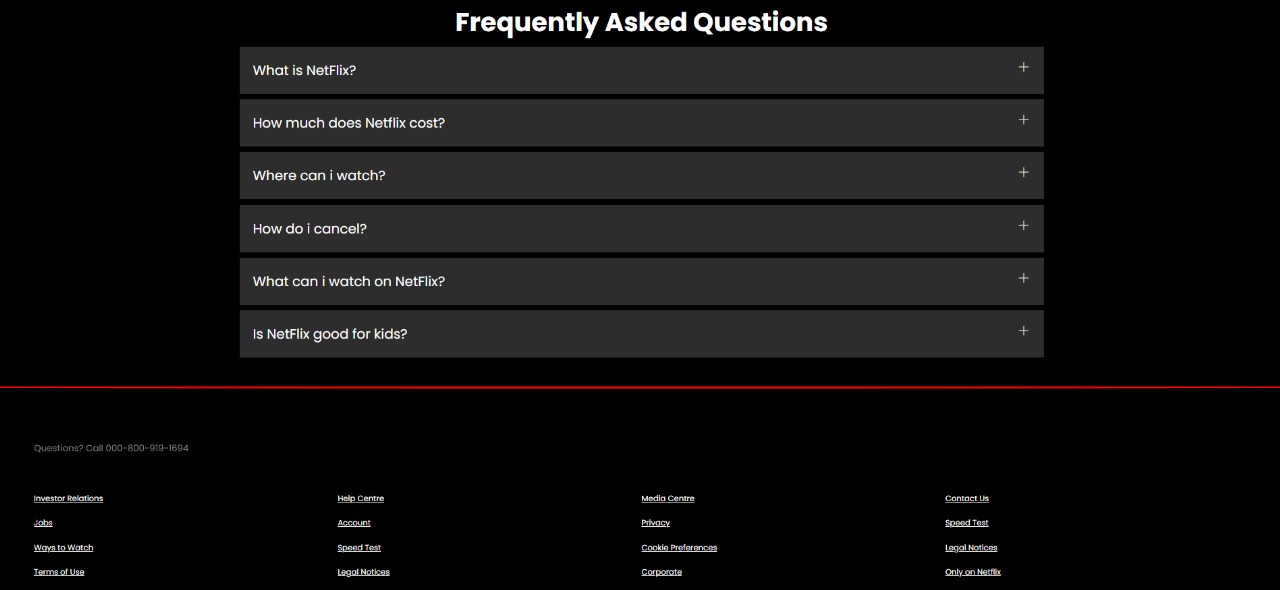 Frequently Asked Questions
What is NetFlix?
How much does Netflix cost?
Where can i watch?
How do i cancel?
What can i watch on NetFlix?
Is NetFlix good for kids?
Questions? Call 000-800-919-1694
Investor Relations
Help Centre
Media Centre
Contact Us
Jobs
Account
Privacy
Speed Test
Ways to Watch
Speed Test
Cookie Preferences
Legal Notices
Terms of Use
Legal Notices
Corporate
Only on Netflix